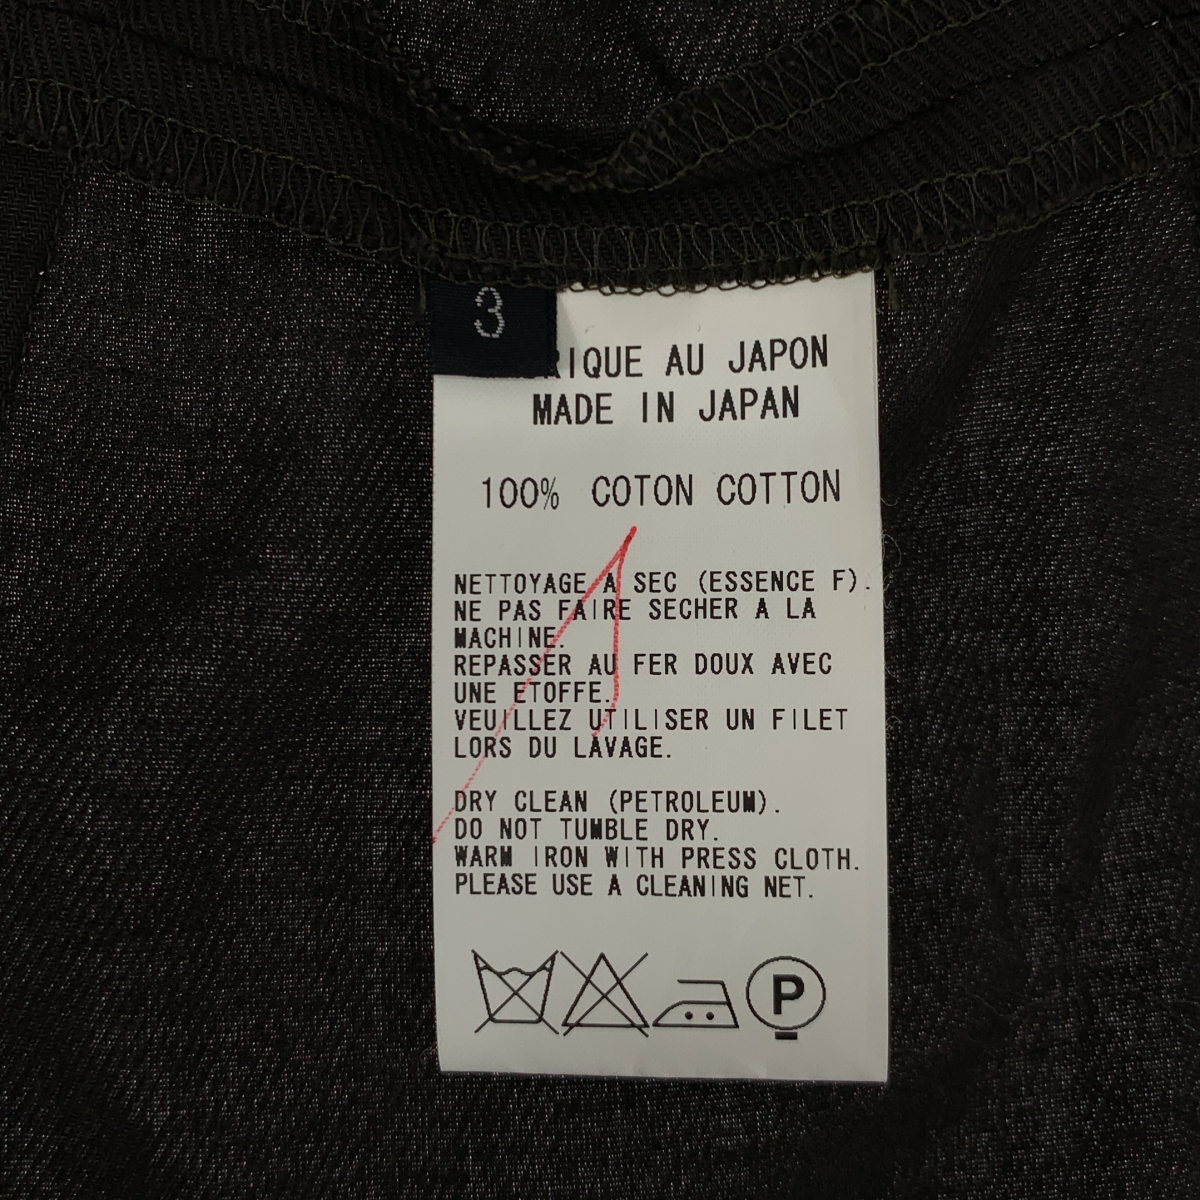 3
RIQUE AU JAPON
MADE IN JAPAN
100% COTON COTTON
NETTOYAGE A SEC (ESSENCE F).
NE PAS FAIRE SECHER A LA
MACHINE.
REPASSER AU FER DOUX AVEC
UNE ETOFFE.
VEUILLEZ UTILISER UN FILET
LORS DU LAVAGE.
DRY CLEAN (PETROLEUM).
DO NOT TUMBLE DRY.
WARM IRON WITH PRESS CLOTH.
PLEASE USE A CLEANING NET.
P